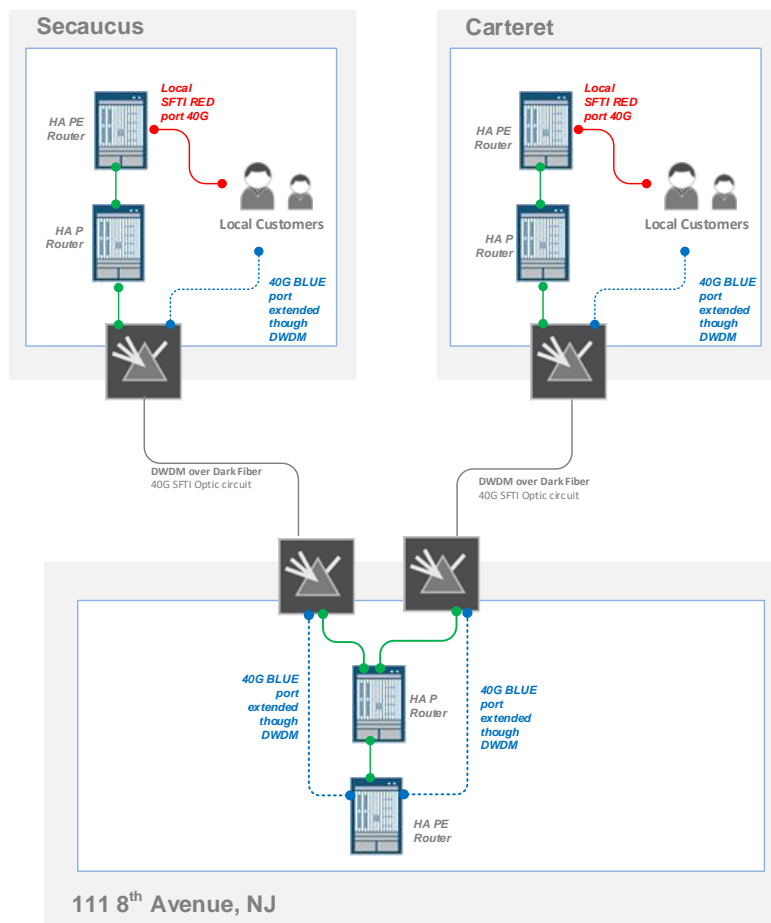 Secaucus
Local
SFTI RED
port 40G
HA PE
Router
HA P
Router
Local Customers
40G BLUE
port
extended
though
DWDM
Carteret
Local
SFTI RED
port 40G
HA PE
Router
HA P
Router
Local Customers
40G BLUE
port
extended
though
DWDM
DWDM over Dark Fiber
40G SFTI Optic circuit
DWDM over Dark Fiber
40G SFTI Optic circuit
40G BLUE
port
extended
though
DWDM
HA P
Router
40G BLUE
port
extended
though
DWDM
HA PE
Router
111 8th Avenue, NJ